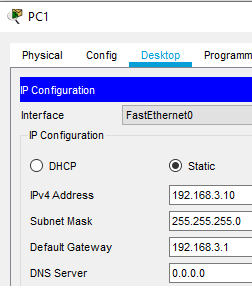 PC1
Physical Config Desktop Programm
IP Configuration
Interface FastEthernet0
IP Configuration
DHCP Static
IPv4 Address 192.168.3.10
Subnet Mask 255.255.255.0
Default Gateway 192.168.3.1
DNS Server 0.0.0.0